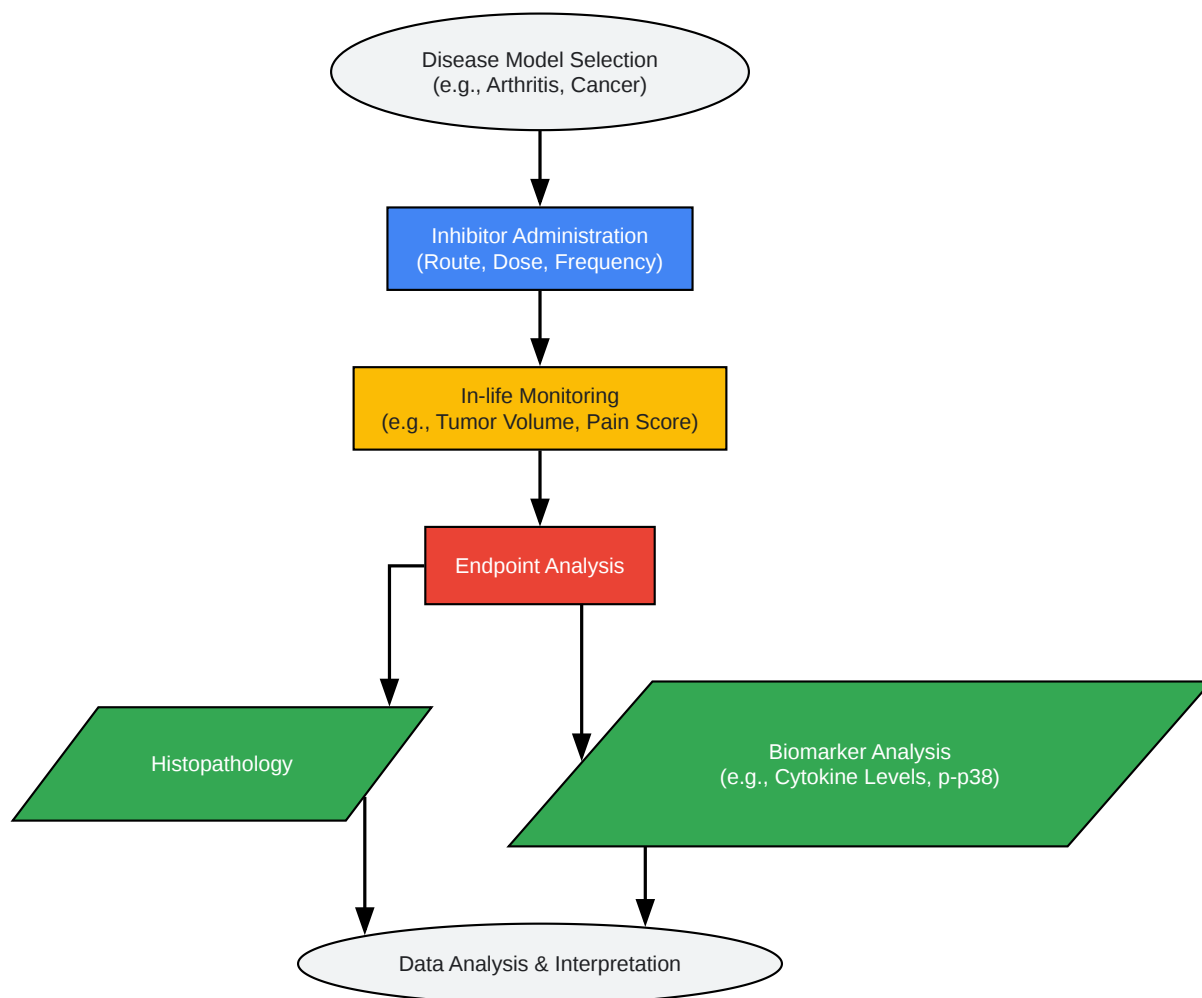 Disease Model Selection
(e.g., Arthritis, Cancer)
Inhibitor Administration
(Route, Dose, Frequency)
In-life Monitoring
(e.g., Tumor Volume, Pain Score)
Endpoint Analysis
Histopathology
Biomarker Analysis
(e.g., Cytokine Levels, p-p38)
Data Analysis & Interpretation